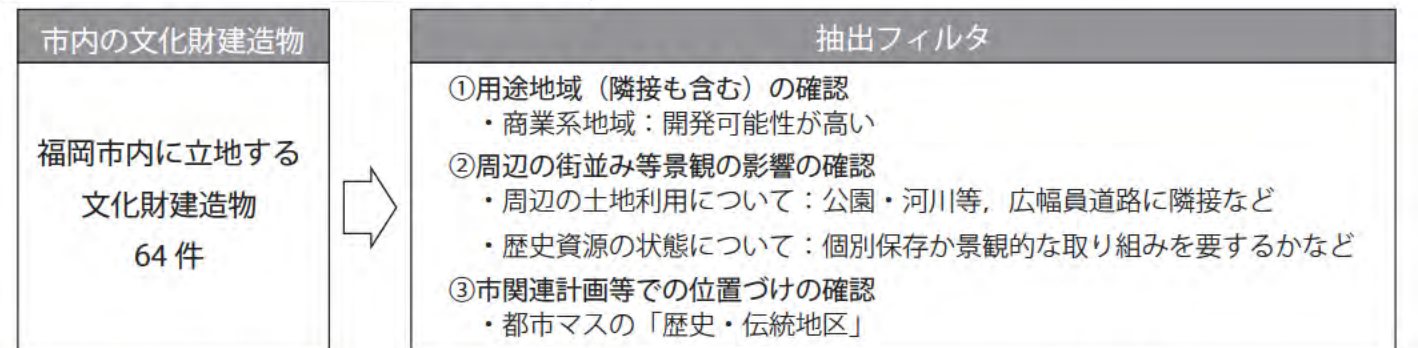 市内の文化財建造物
福岡市内に立地する
文化財建造物
64 件
抽出フィルタ
①用途地域（隣接も含む）の確認
・商業系地域：開発可能性が高い
②周辺の街並み等景観の影響の確認
・周辺の土地利用について：公園・河川等，広幅員道路に隣接など
・歴史資源の状態について：個別保存か景観的な取り組みを要するかなど
③市関連計画等での位置づけの確認
・都市マスの「歴史・伝統地区」